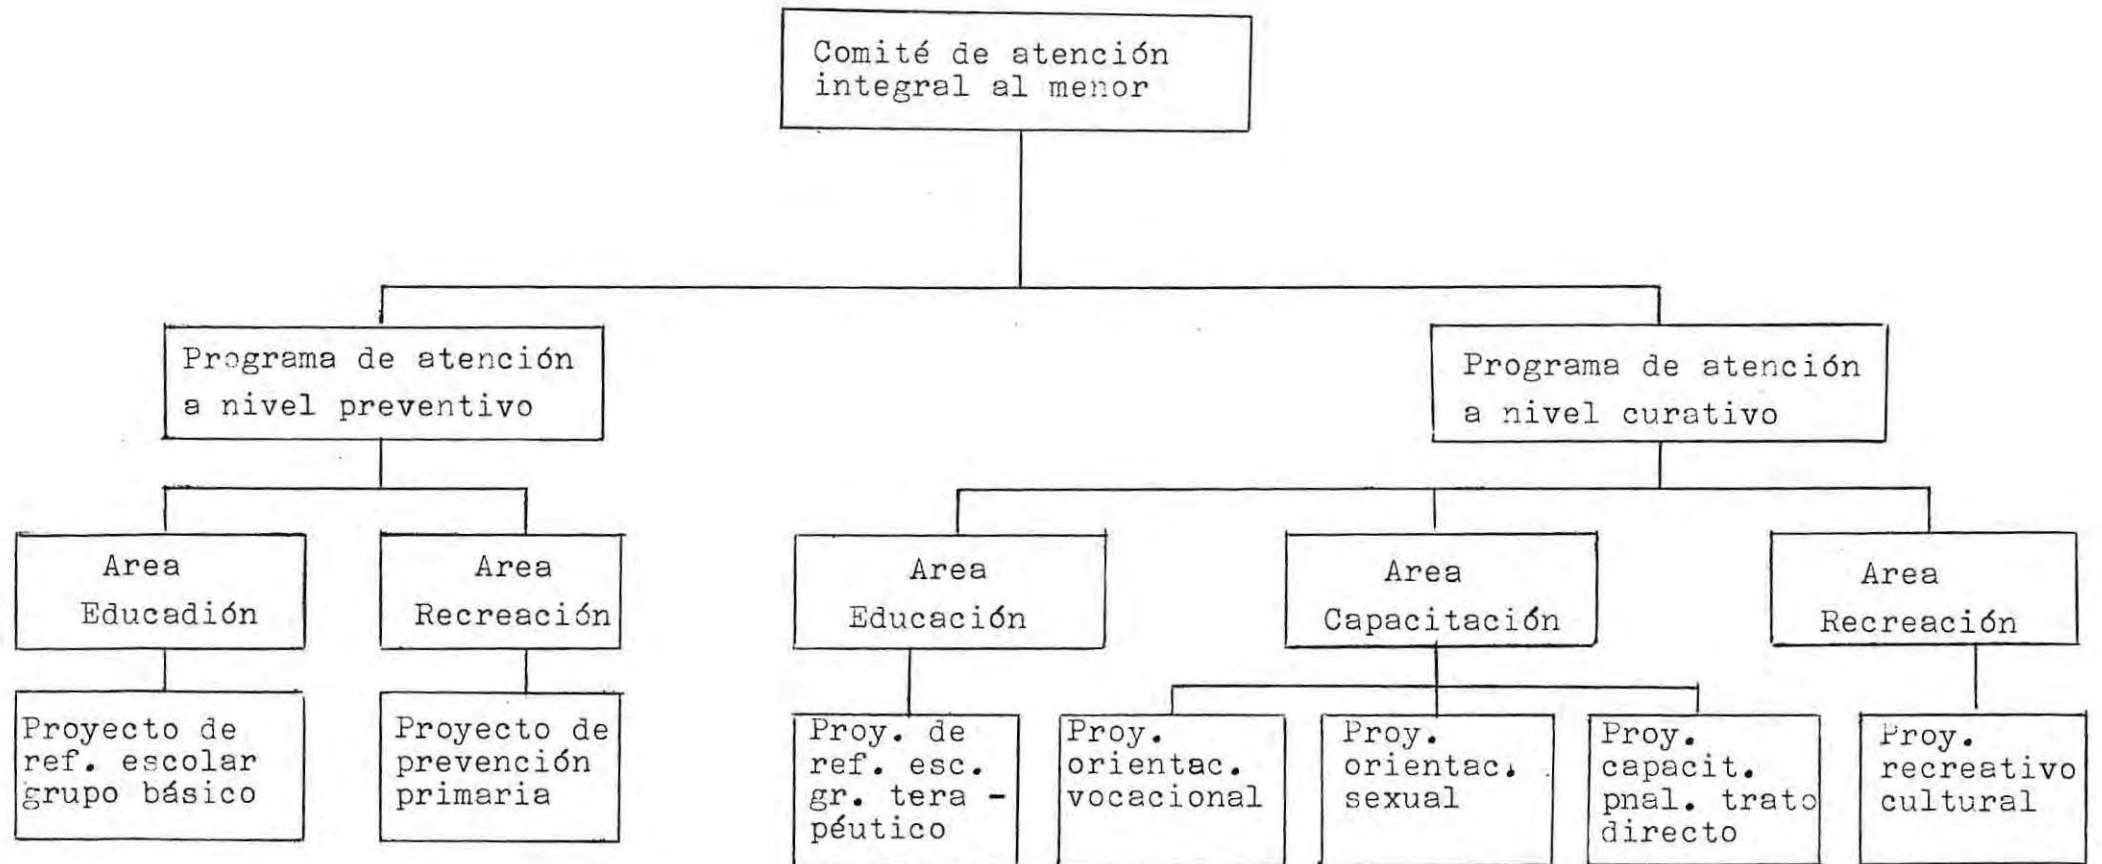 Comité de atención
integral al menor
Programa de atención
a nivel preventivo
Programa de atención
a nivel curativo
Area
Educadión
Area
Recreación
Area
Educación
Area
Capacitación
Area
Recreación
Proyecto de
ref. escolar
grupo básico
Proyecto de
prevención
primaria
Proy. de
ref. esc.
gr. tera -
péutico
Proy.
orientac.
vocacional
Proy.
orientac.
sexual
Proy.
capacit.
pnal. trato
directo
Proy.
recreativo
cultural